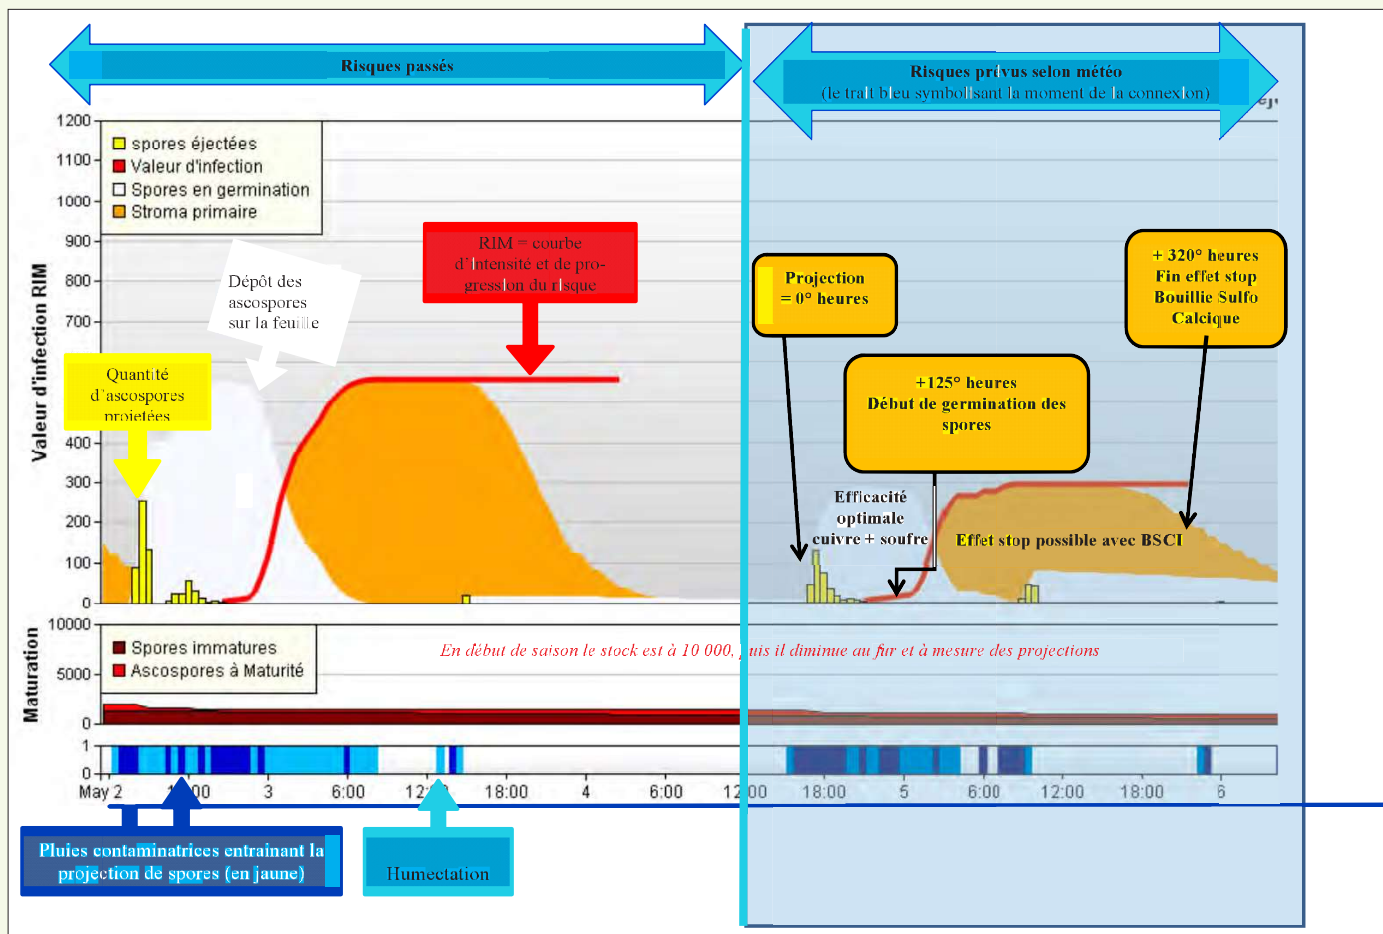 Risques passés
Risques prévus selon météo
(le trait bleu symbolisant la moment de la connexion)
1200
1100
1000
900
800
700
400
300
200
100
0
Valeur d'infection RIM
spores éjectées
Valeur d'infection
Spores en germination
Stroma primaire
Dépôt des
ascospores
sur la feuille
RIM = courbe
d'intensité et de pro-
gression du risque
Quantité
d'ascospores
projetées
Projection
= 0° heures
+ 320° heures
Fin effet stop
Bouillie Sulfo
Calcique
+125° heures
Début de germination des
spores
Efficacité
optimale
cuivre + soufre
Effet stop possible avec BSCI
Maturation
10000
5000
0
Spores immatures
Ascospores à Maturité
En début de saison le stock est à 10 000, puis il diminue au fur et à mesure des projections
1
0
May 2
3
6:00
18:00
4
6:00
18:00
5
6:00
12:00
18:00
6
Pluies contaminatrices entrainant la
projection de spores (en jaune)
Humectation